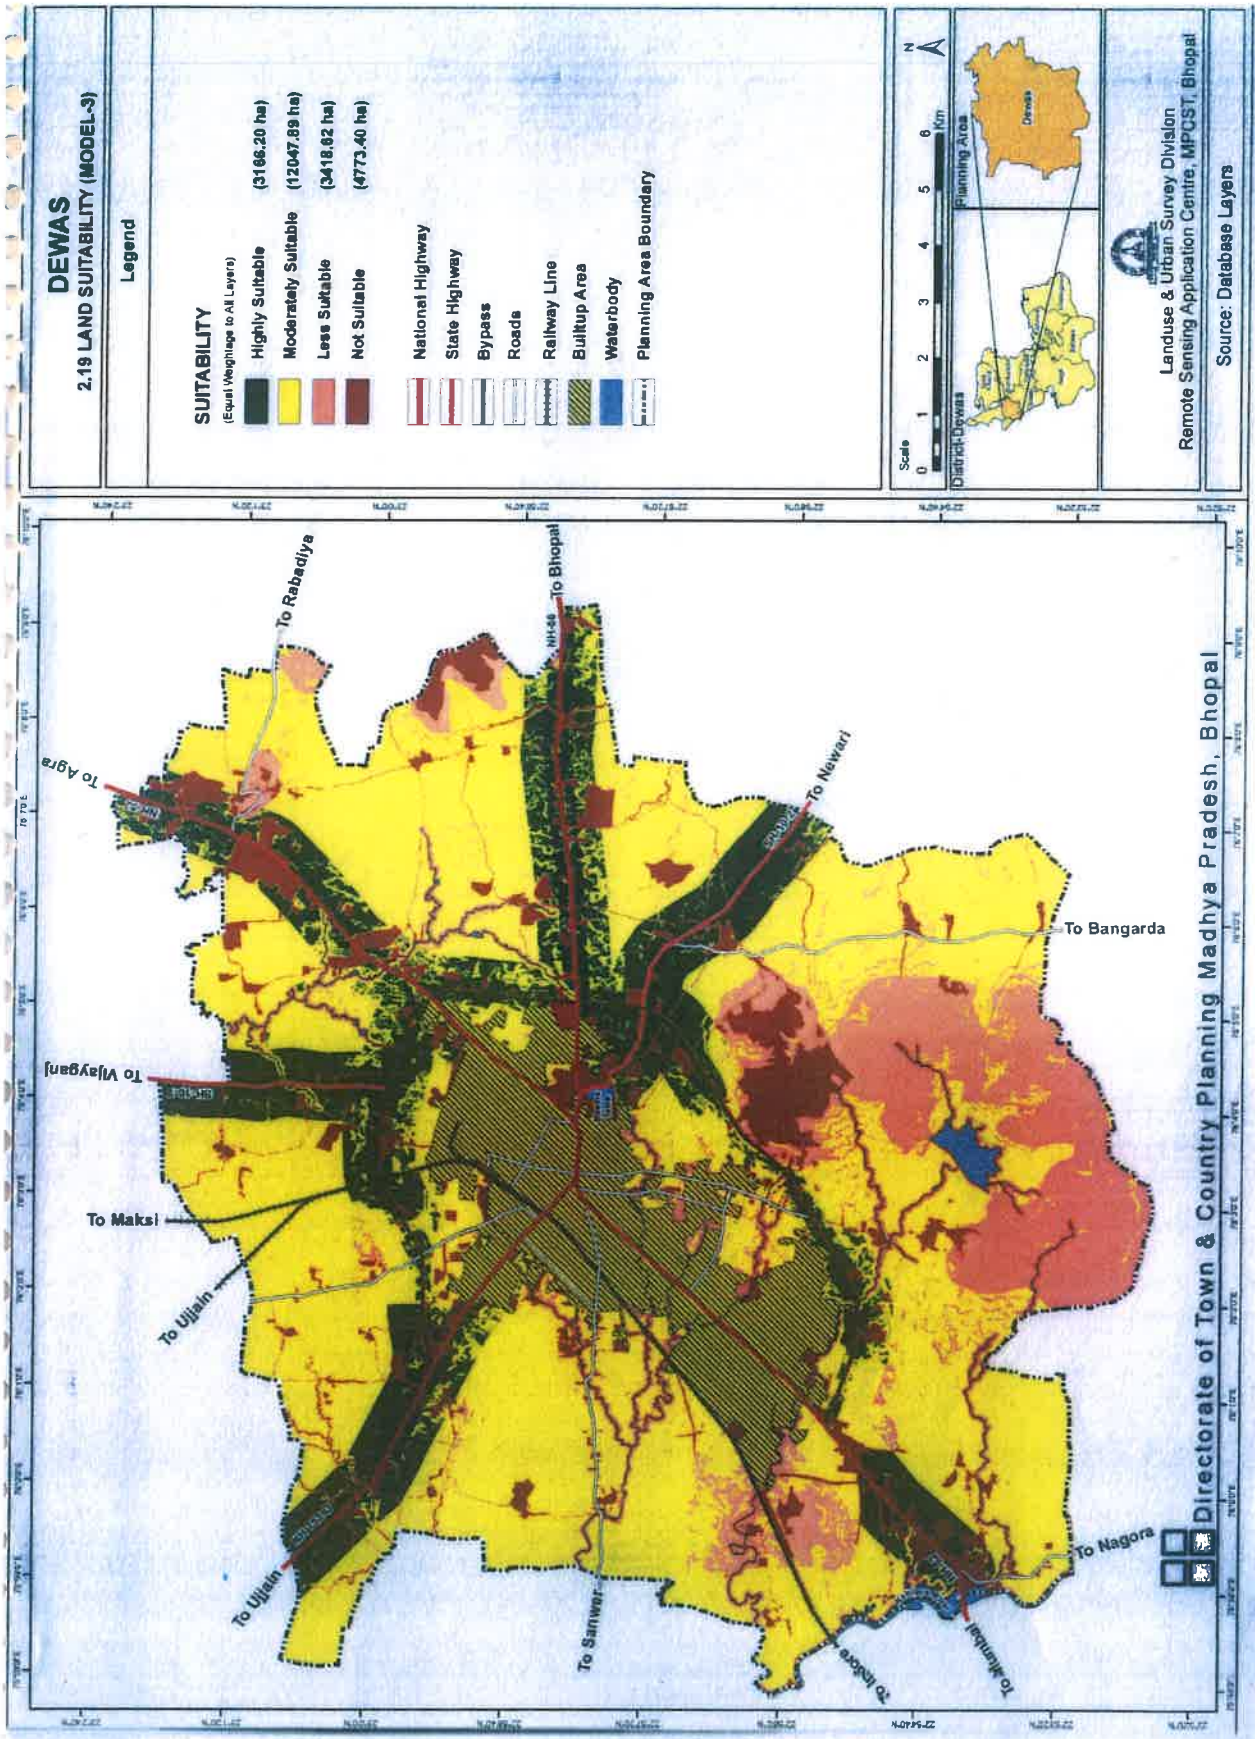 DEWAS
2.19 LAND SUITABILITY (MODEL-3)
Legend
SUITABILITY
(Equal Weightage to All Layers)
Highly Suitable (3166.20 ha)
Moderately Suitable (12047.89 ha)
Less Suitable (3418.62 ha)
Not Suitable (4773.40 ha)
National Highway
State Highway
Bypass
Roads
Railway Line
Builtup Area
Waterbody
Planning Area Boundary
Scale
N
0 1 2 3 4 5 6 Km
District-Dewas
Planning Area
Dewas
Landuse & Urban Survey Division
Remote Sensing Application Centre, MPCST, Bhopal
Source: Database Layers
To Agra
To Rabadiya
NH-86
To Bhopal
To Newari
To Bangarda
To Vijayganj
To Maksi
To Ujjain
To Ujjain
To Sanwer
To Indore
To Mumbai
To Nagora
Directorate of Town & Country Planning Madhya Pradesh, Bhopal